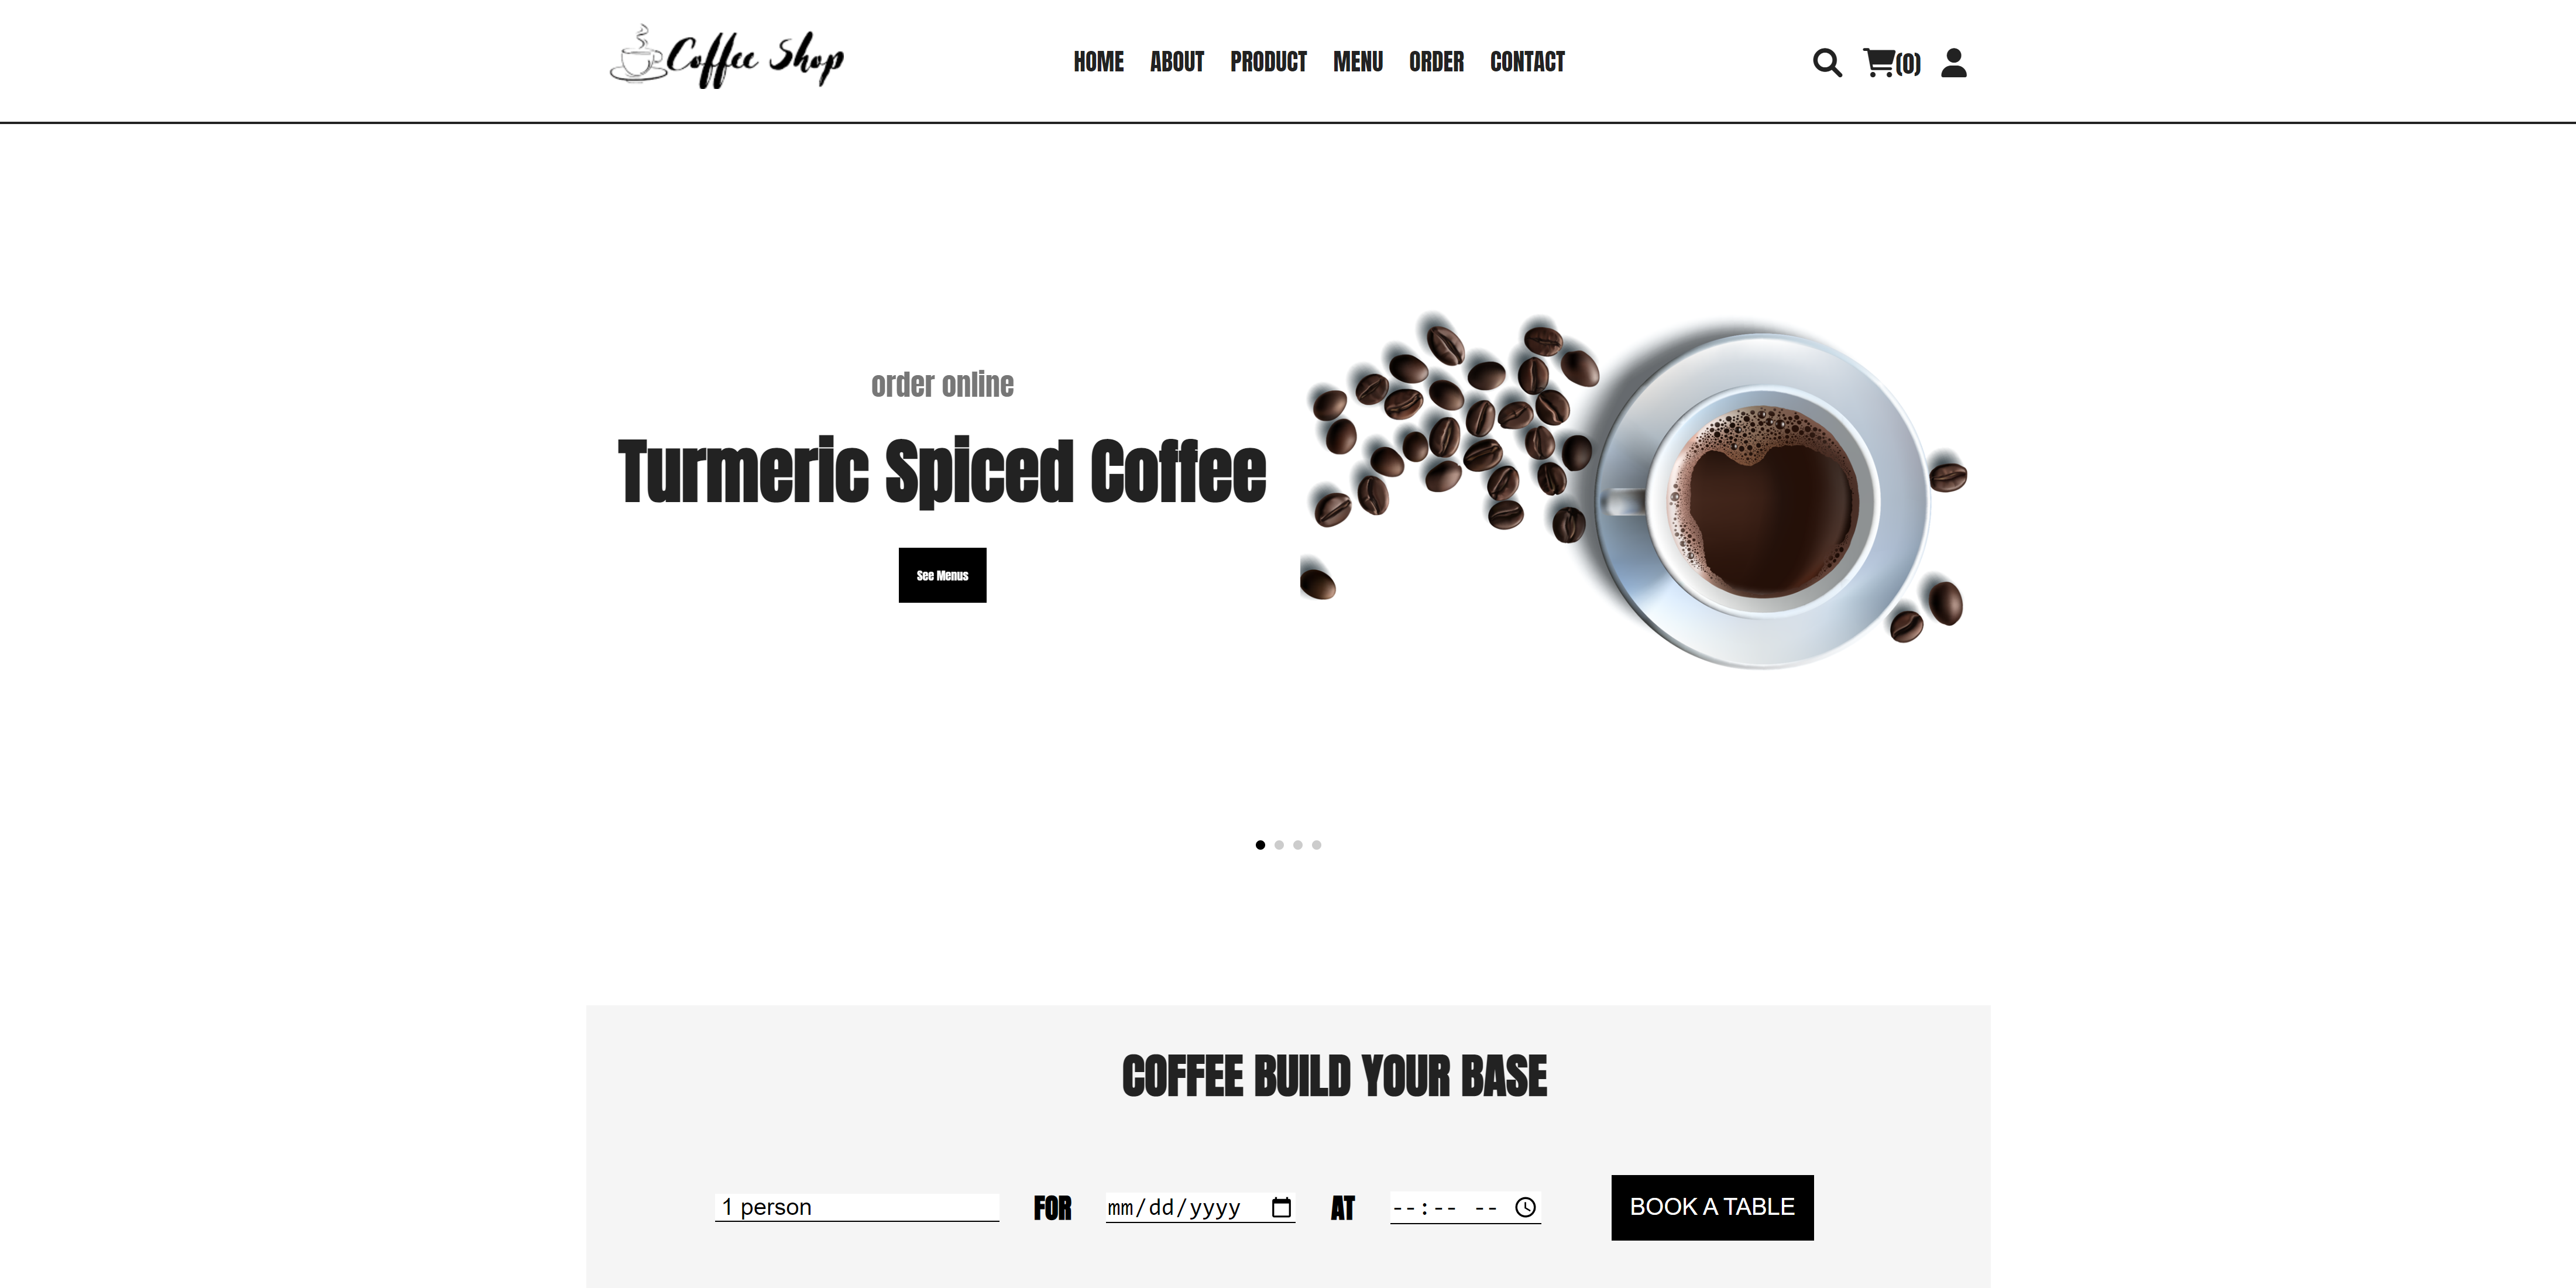 Coffee Shop
HOME ABOUT PRODUCT MENU ORDER CONTACT
(0)
order online
Turmeric Spiced Coffee
See Menus
COFFEE BUILD YOUR BASE
1 person FOR mm/dd/yyyy AT --:-- -- BOOK A TABLE